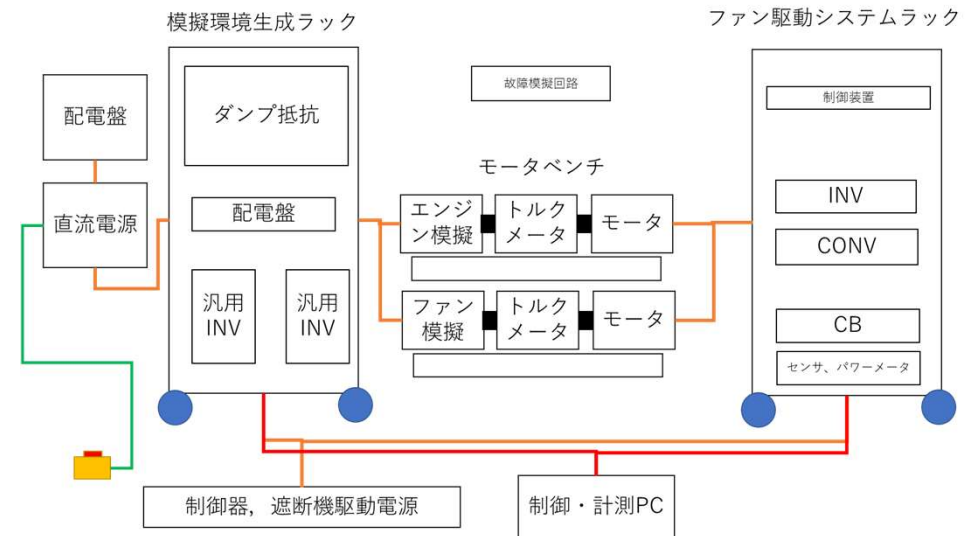 模擬環境生成ラック
ファン駆動システムラック
配電盤
ダンプ抵抗
故障模擬回路
制御装置
モータベンチ
直流電源
配電盤
エンジ
ン模擬
トルク
メータ
モータ
INV
CONV
汎用
INV
汎用
INV
ファン
模擬
トルク
メータ
モータ
CB
センサ、パワーメータ
制御器，遮断機駆動電源
制御・計測PC